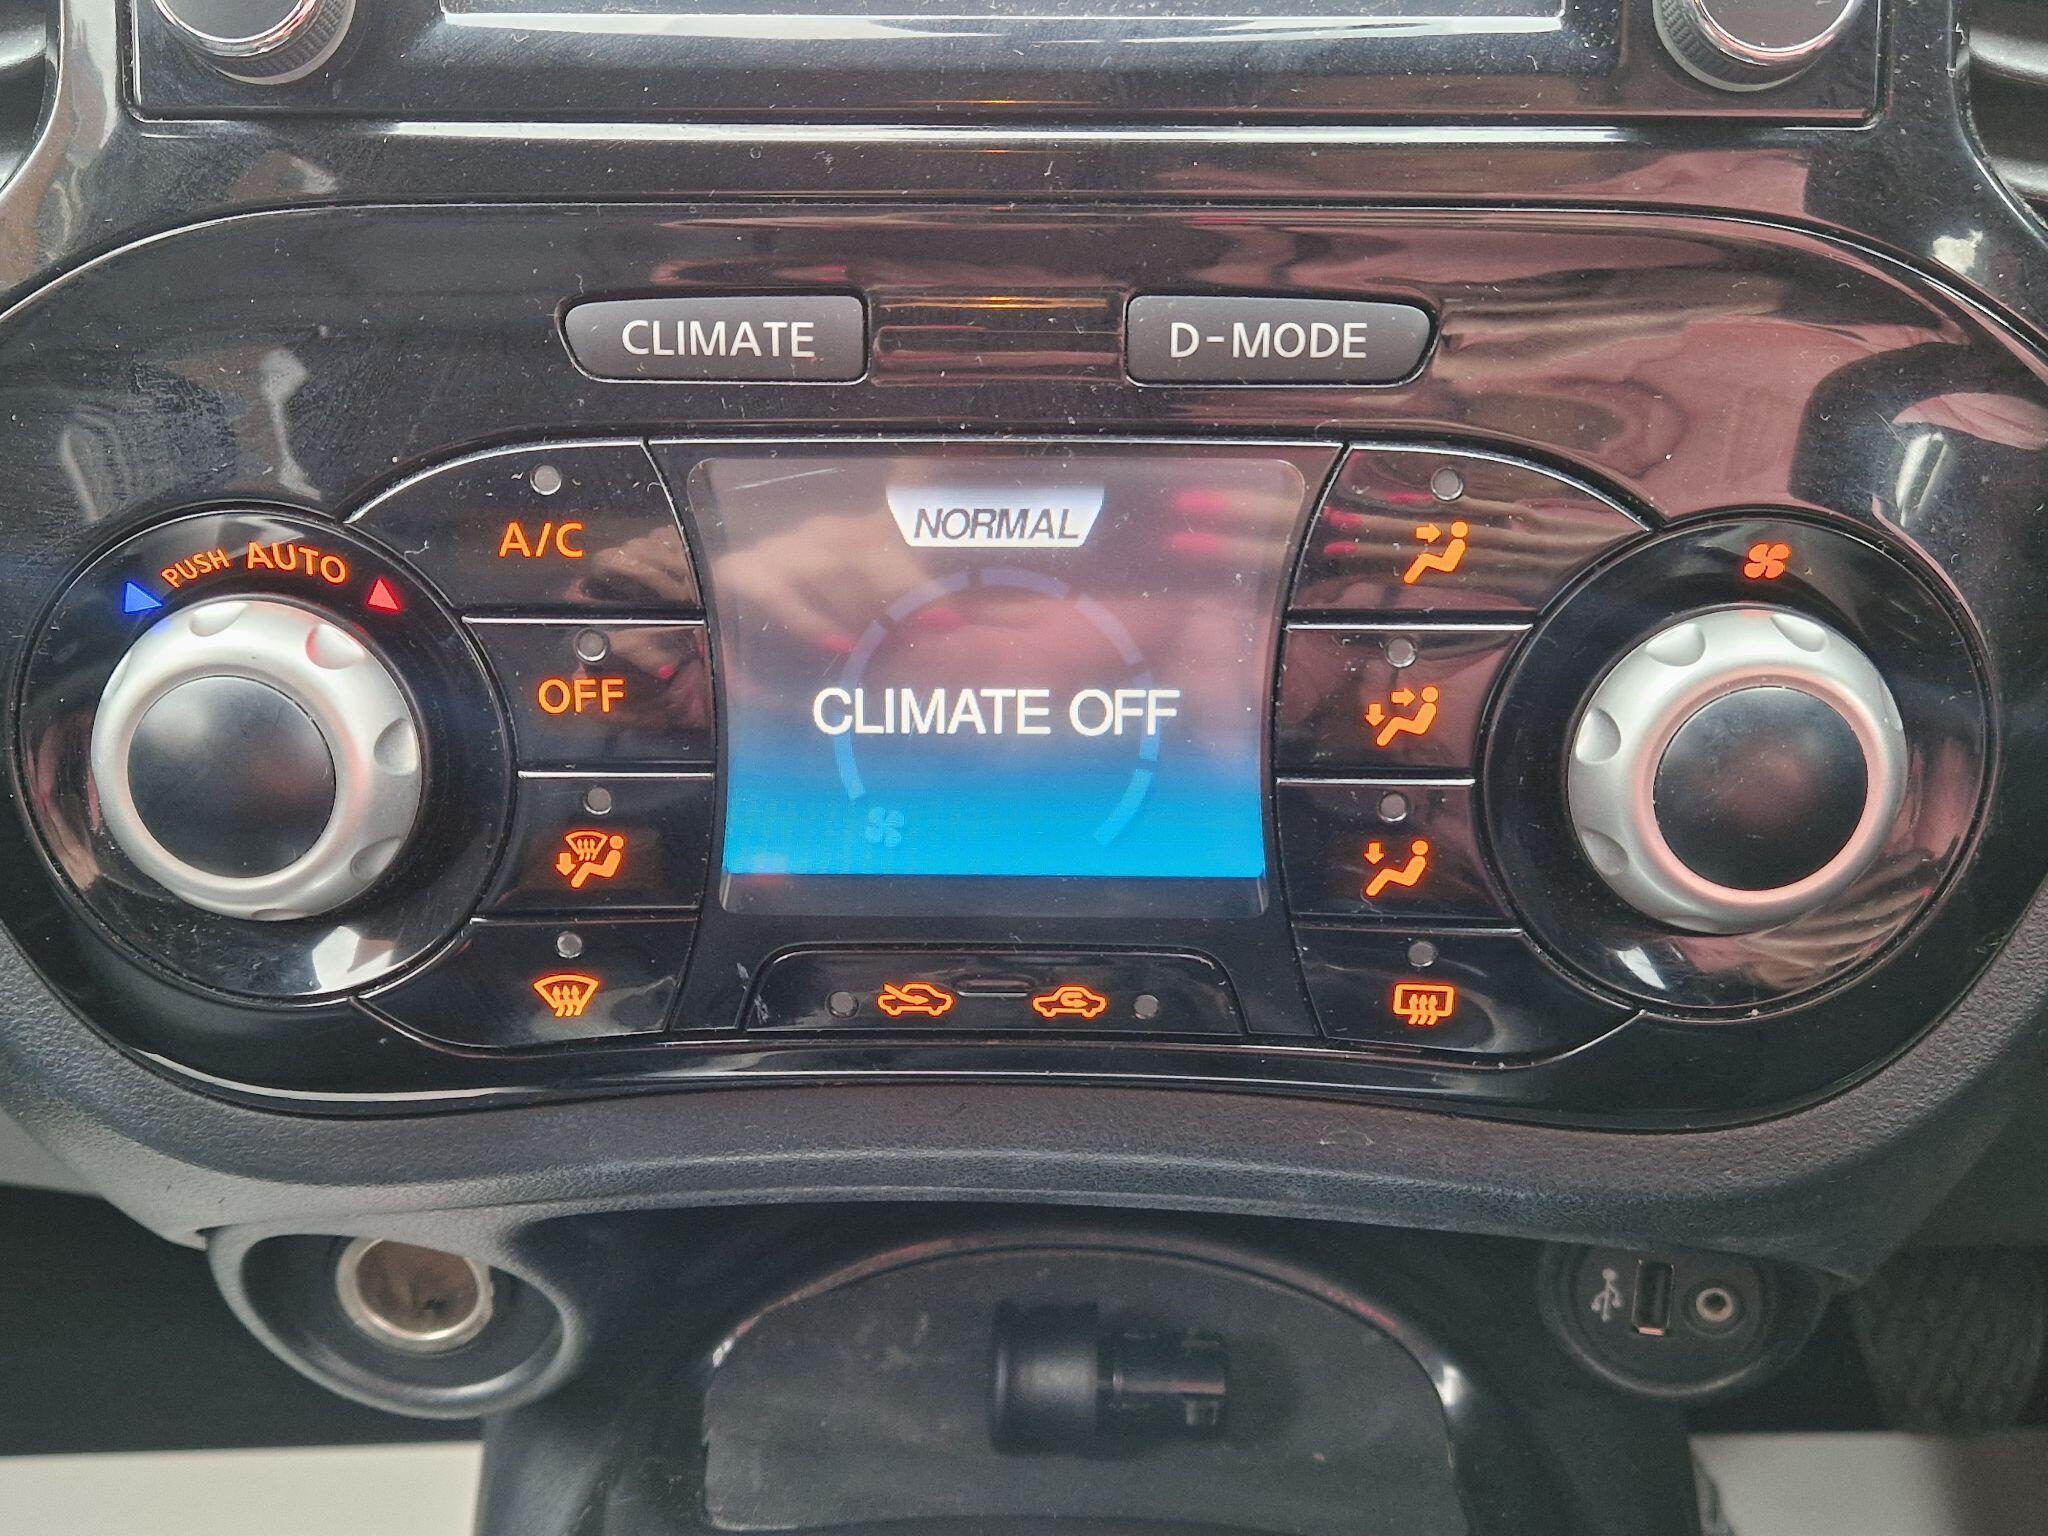 CLIMATE
D-MODE
PUSH AUTO
A/C
NORMAL
OFF
CLIMATE OFF